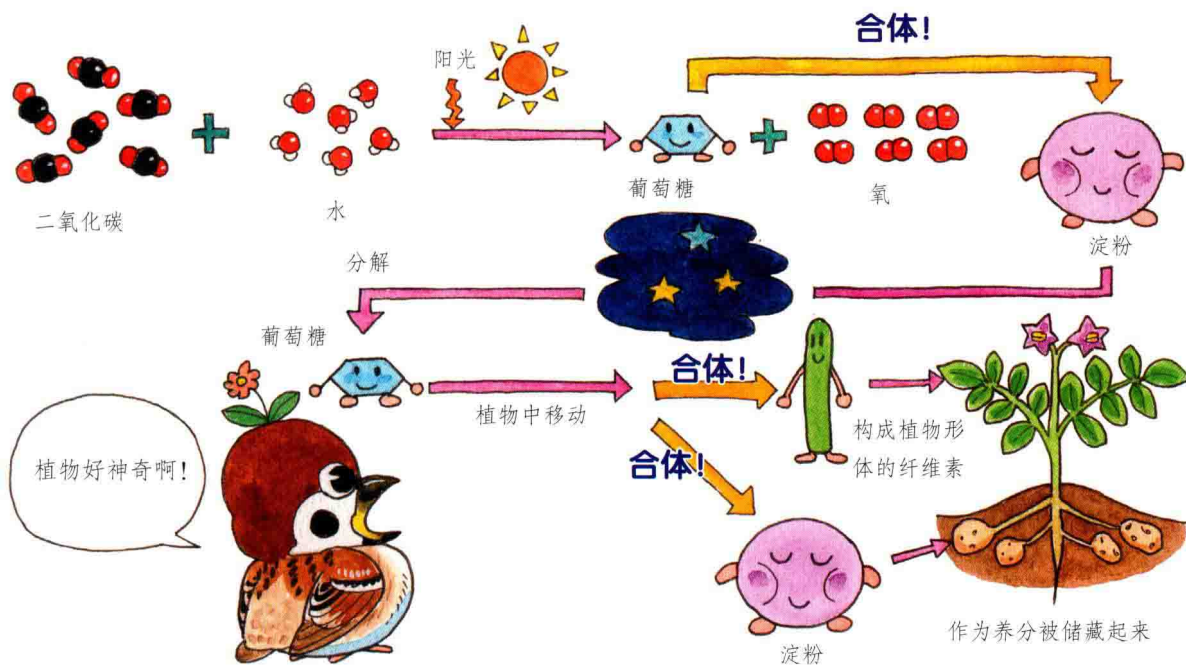 合体!
阳光
葡萄糖
氧
水
二氧化碳
淀粉
分解
葡萄糖
植物中移动
合体!
合体!
构成植物形
体的纤维素
植物好神奇啊!
淀粉
作为养分被储藏起来